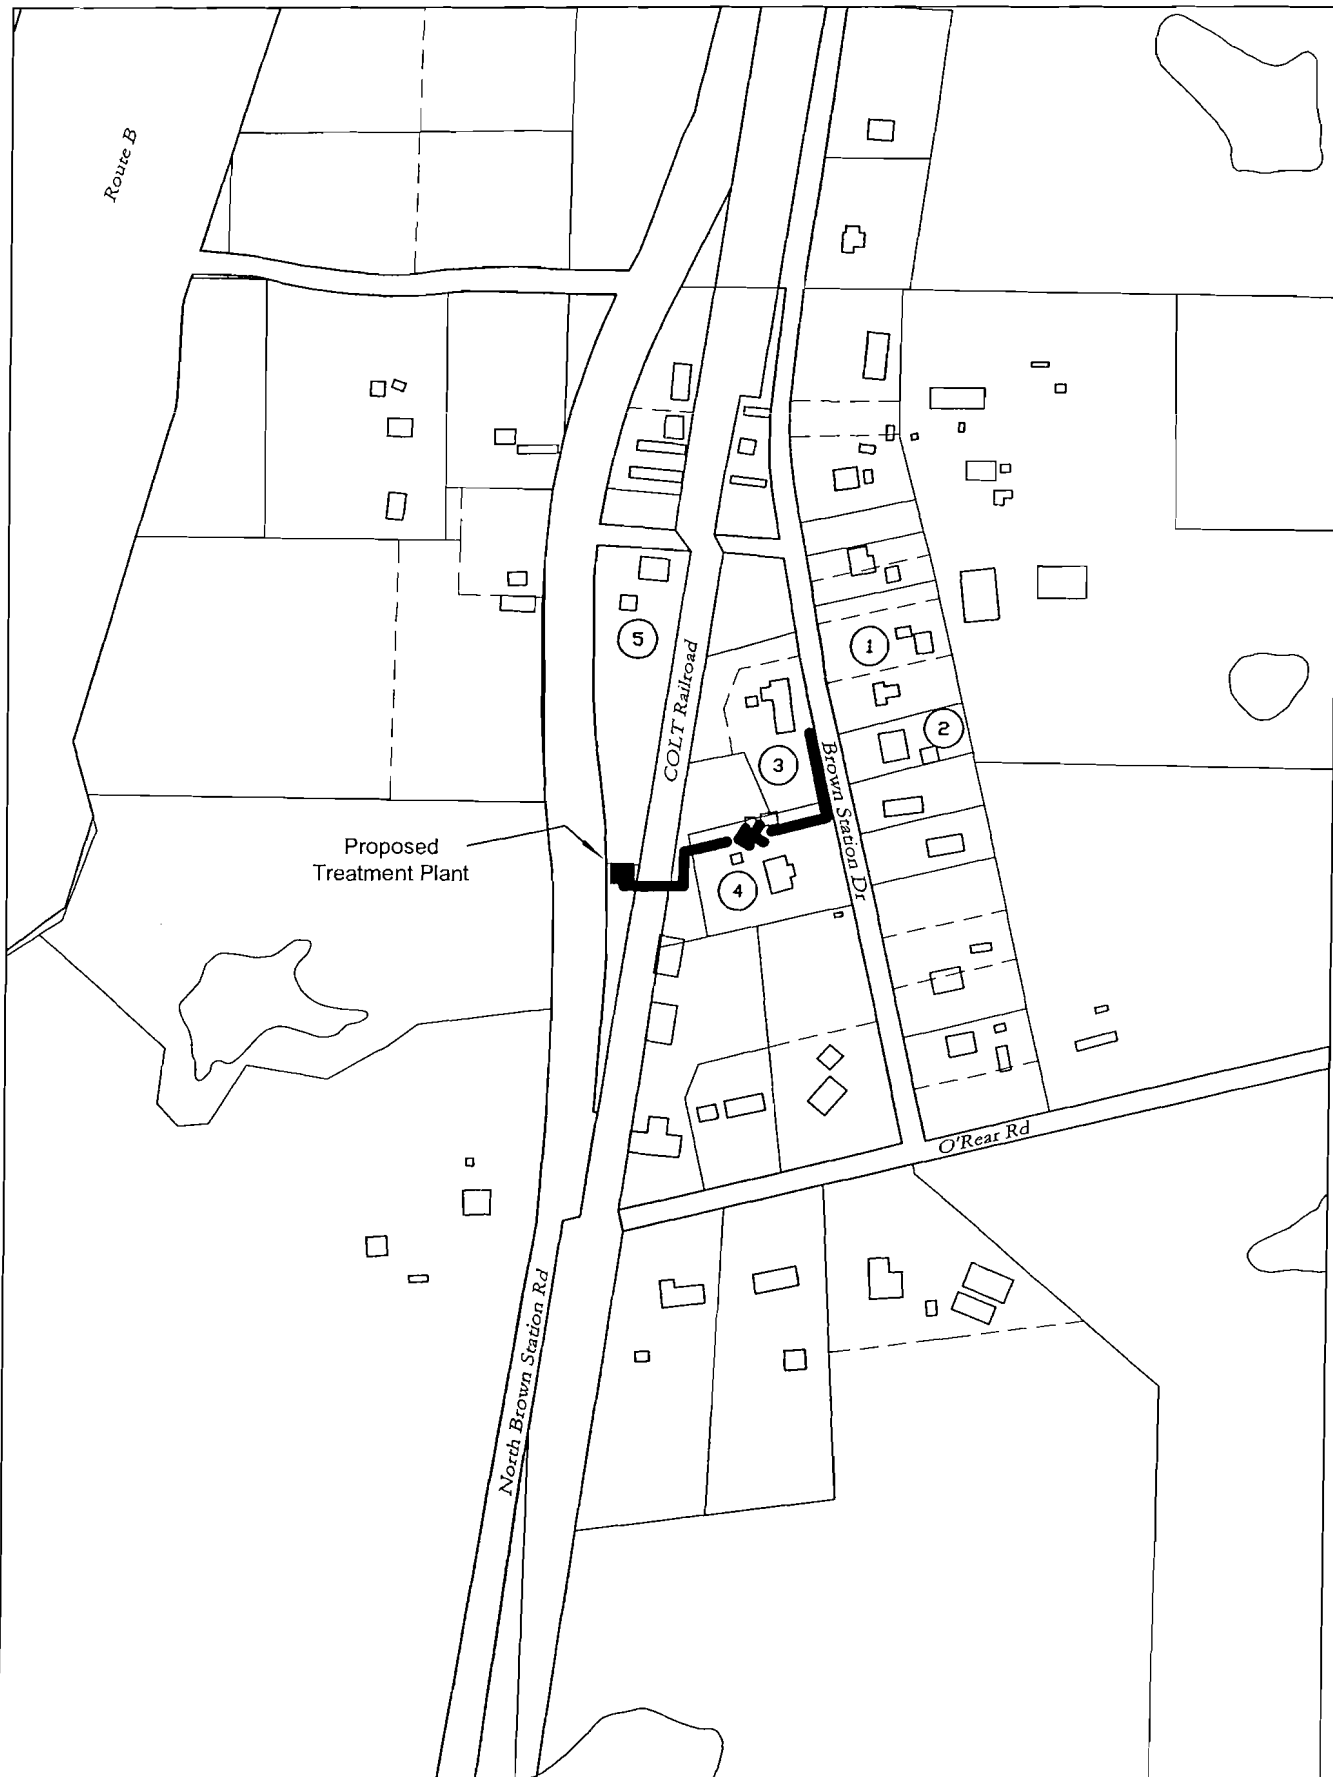 Route B
5
1
COLT Railroad
2
3
Brown Station Dr
Proposed
Treatment Plant
4
O'Rear Rd
North Brown Station Rd